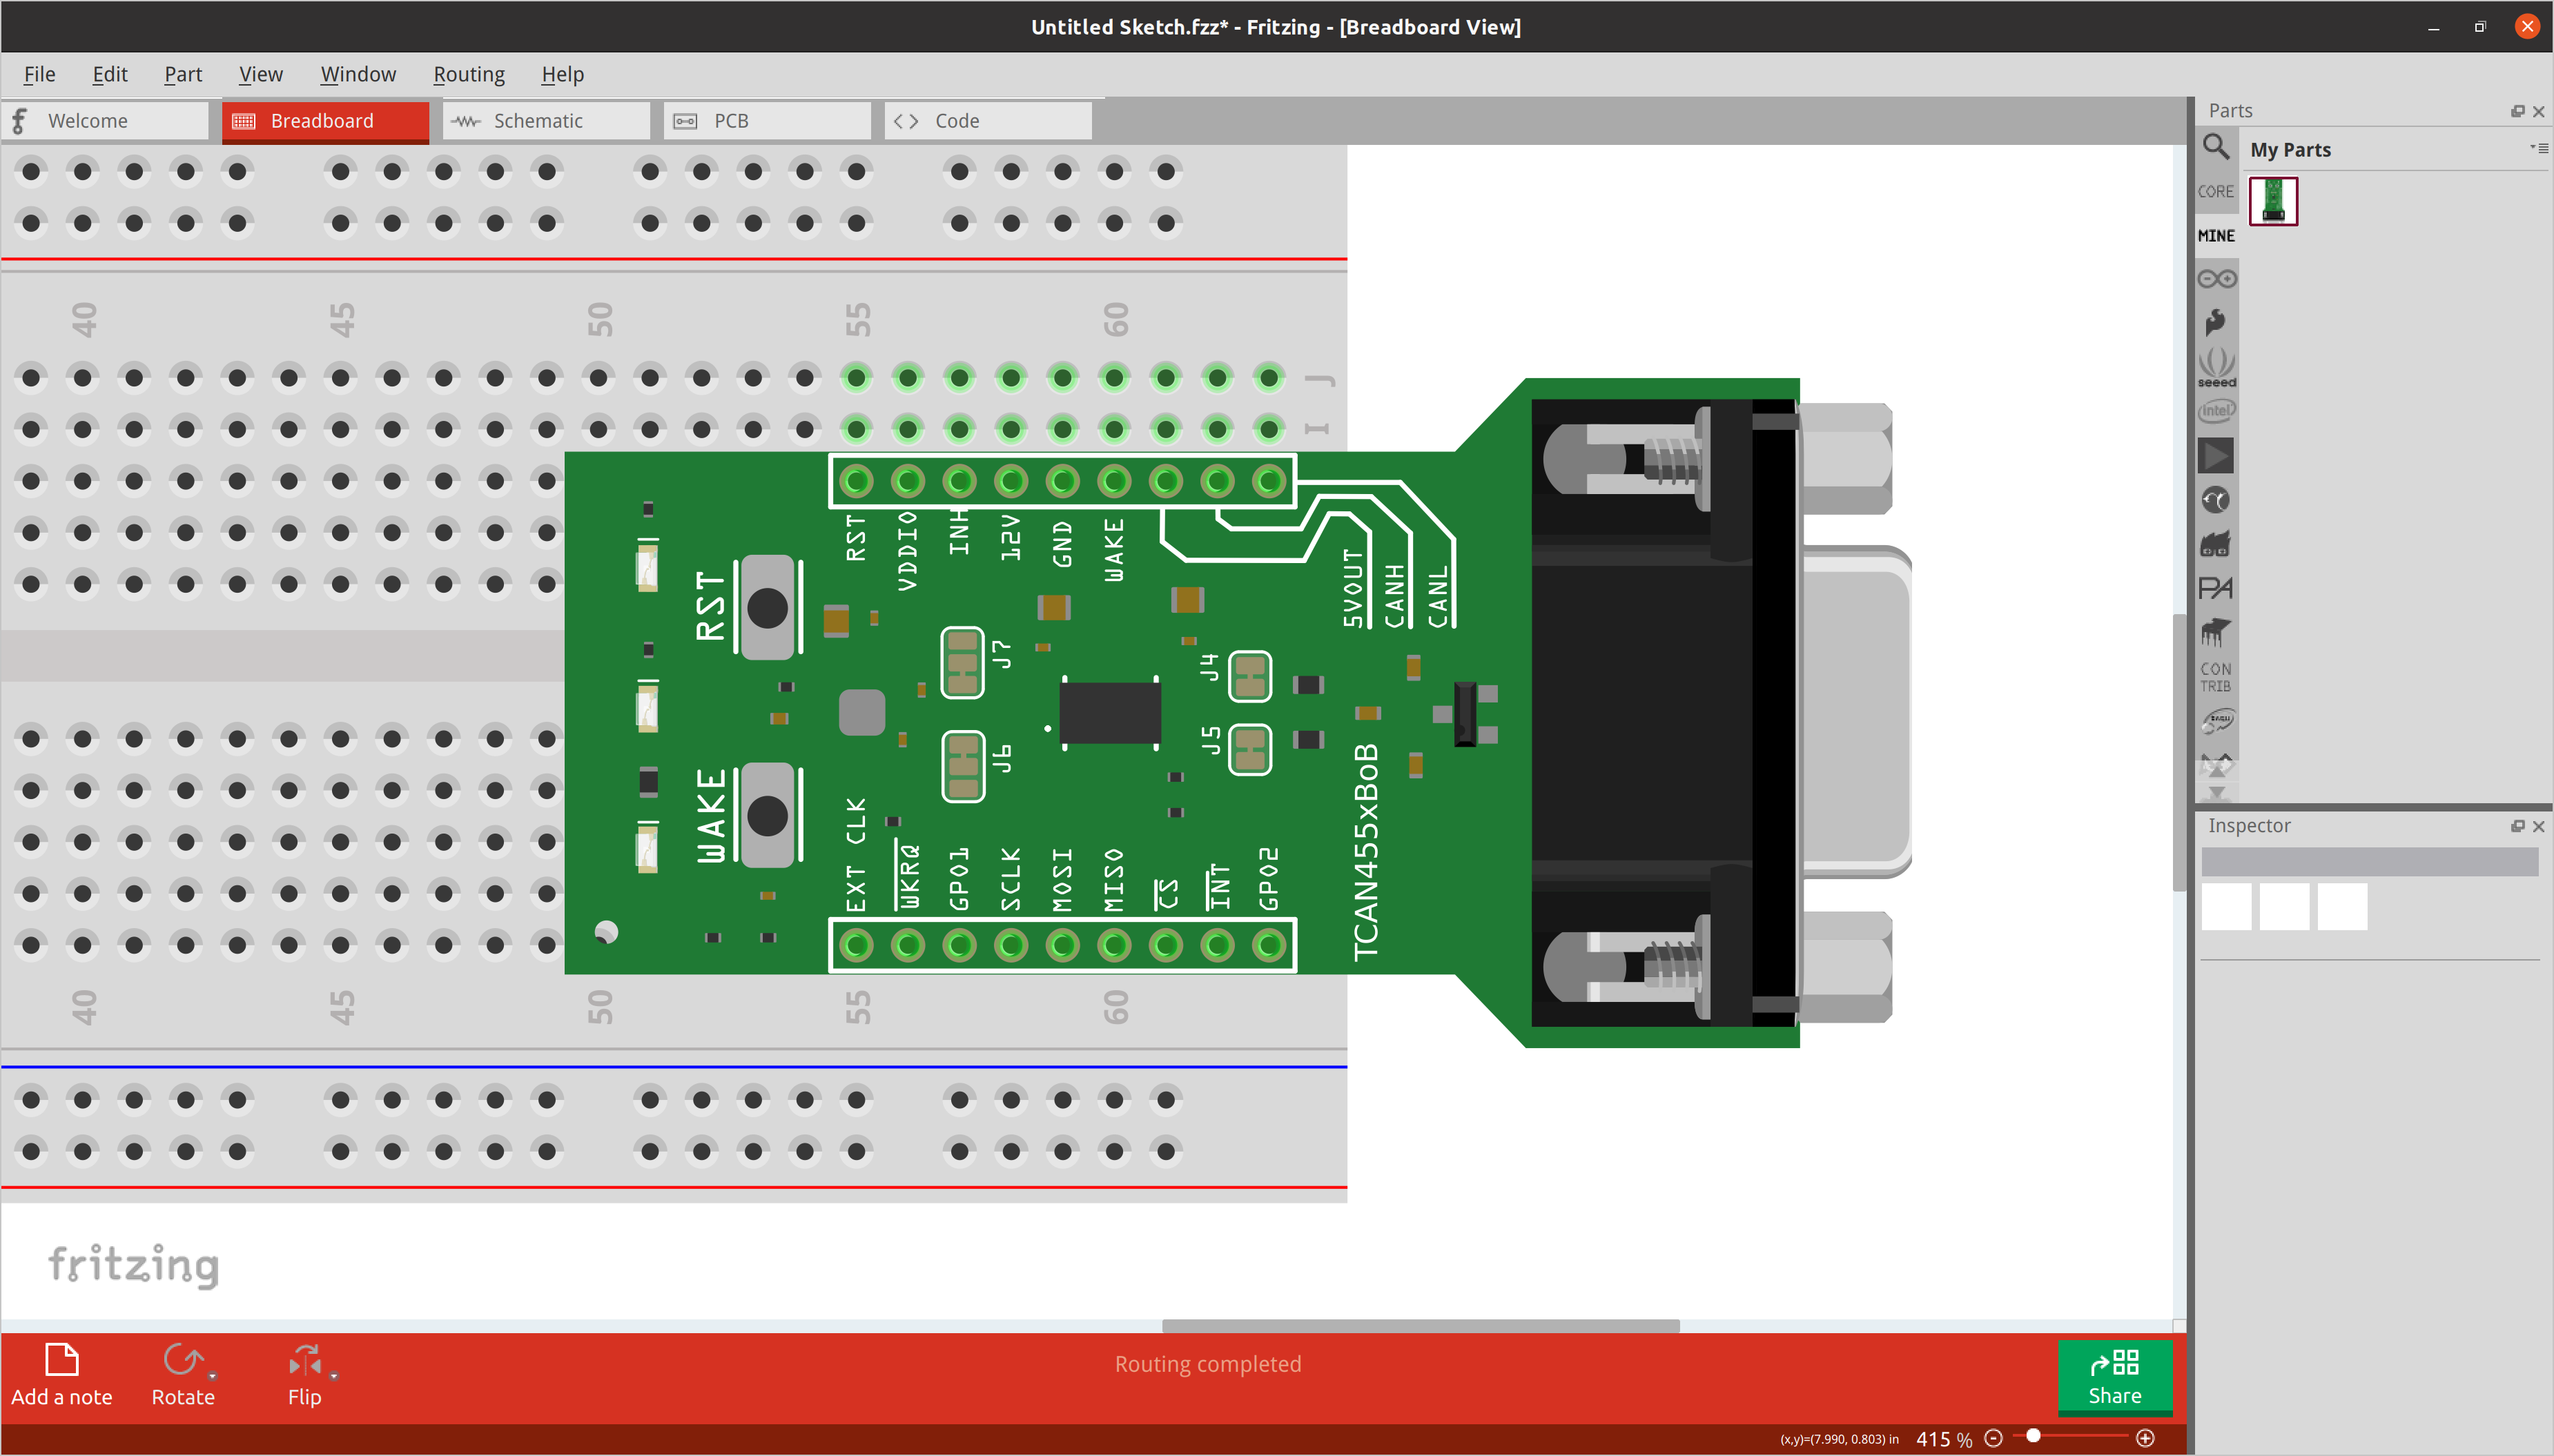 Untitled Sketch.fzz* - Fritzing - [Breadboard View]
File Edit Part View Window Routing Help
Welcome Breadboard Schematic PCB Code
Parts
My Parts
CORE
MINE
seeed
intel
PA
CON
TRIB
40 45 50 55 60
J
I
RST VDDIO INH 12V GND WAKE 5VOUT CANH CANL
RST
J7
J4
J6
J5
WAKE
EXT CLK WKRQ GPO1 SCLK MOSI MISO CS INT GPO2
TCAN455xBoB
40 45 50 55 60
Inspector
fritzing
Add a note Rotate Flip
Routing completed
Share
(x,y)=(7.990, 0.803) in 415 %